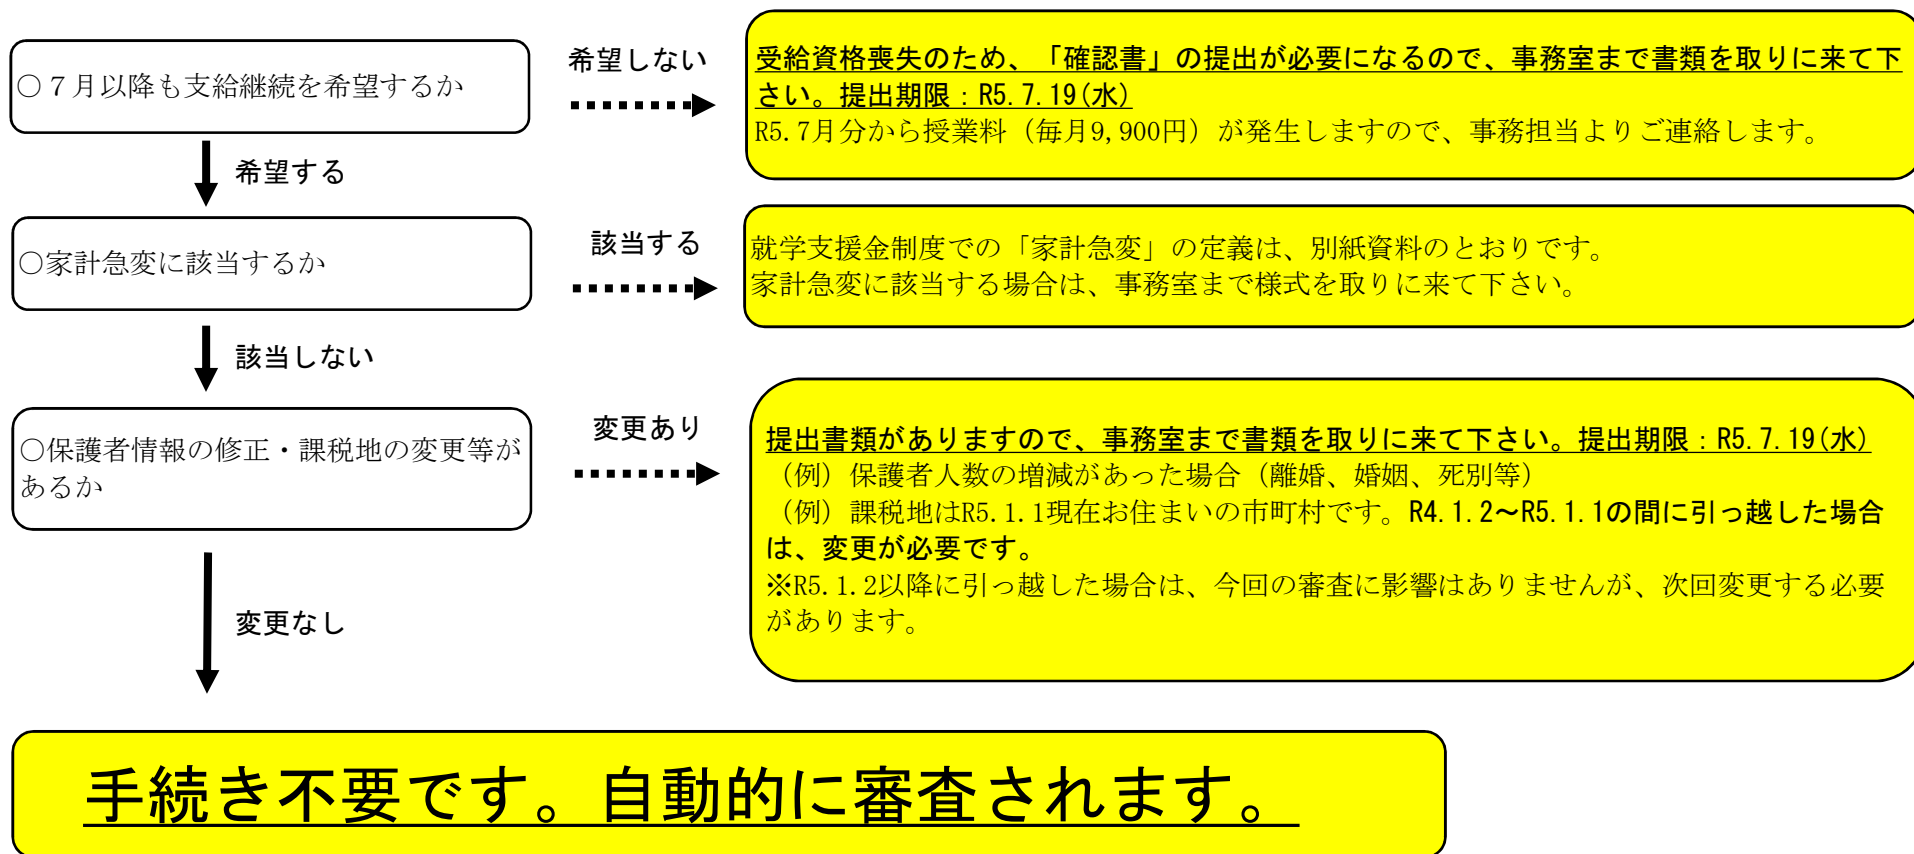 ○７月以降も支給継続を希望するか
希望しない
受給資格喪失のため、「確認書」の提出が必要になるので、事務室まで書類を取りに来て下
さい。提出期限：R5.7.19(水)
R5.7月分から授業料（毎月9,900円）が発生しますので、事務担当よりご連絡します。
希望する
○家計急変に該当するか
該当する
就学支援金制度での「家計急変」の定義は、別紙資料のとおりです。
家計急変に該当する場合は、事務室まで様式を取りに来て下さい。
該当しない
○保護者情報の修正・課税地の変更等が
あるか
変更あり
提出書類がありますので、事務室まで書類を取りに来て下さい。提出期限：R5.7.19(水)
（例）保護者人数の増減があった場合（離婚、婚姻、死別等）
（例）課税地はR5.1.1現在お住まいの市町村です。R4.1.2～R5.1.1の間に引っ越した場合
は、変更が必要です。
※R5.1.2以降に引っ越した場合は、今回の審査に影響はありませんが、次回変更する必要
があります。
変更なし
手続き不要です。自動的に審査されます。